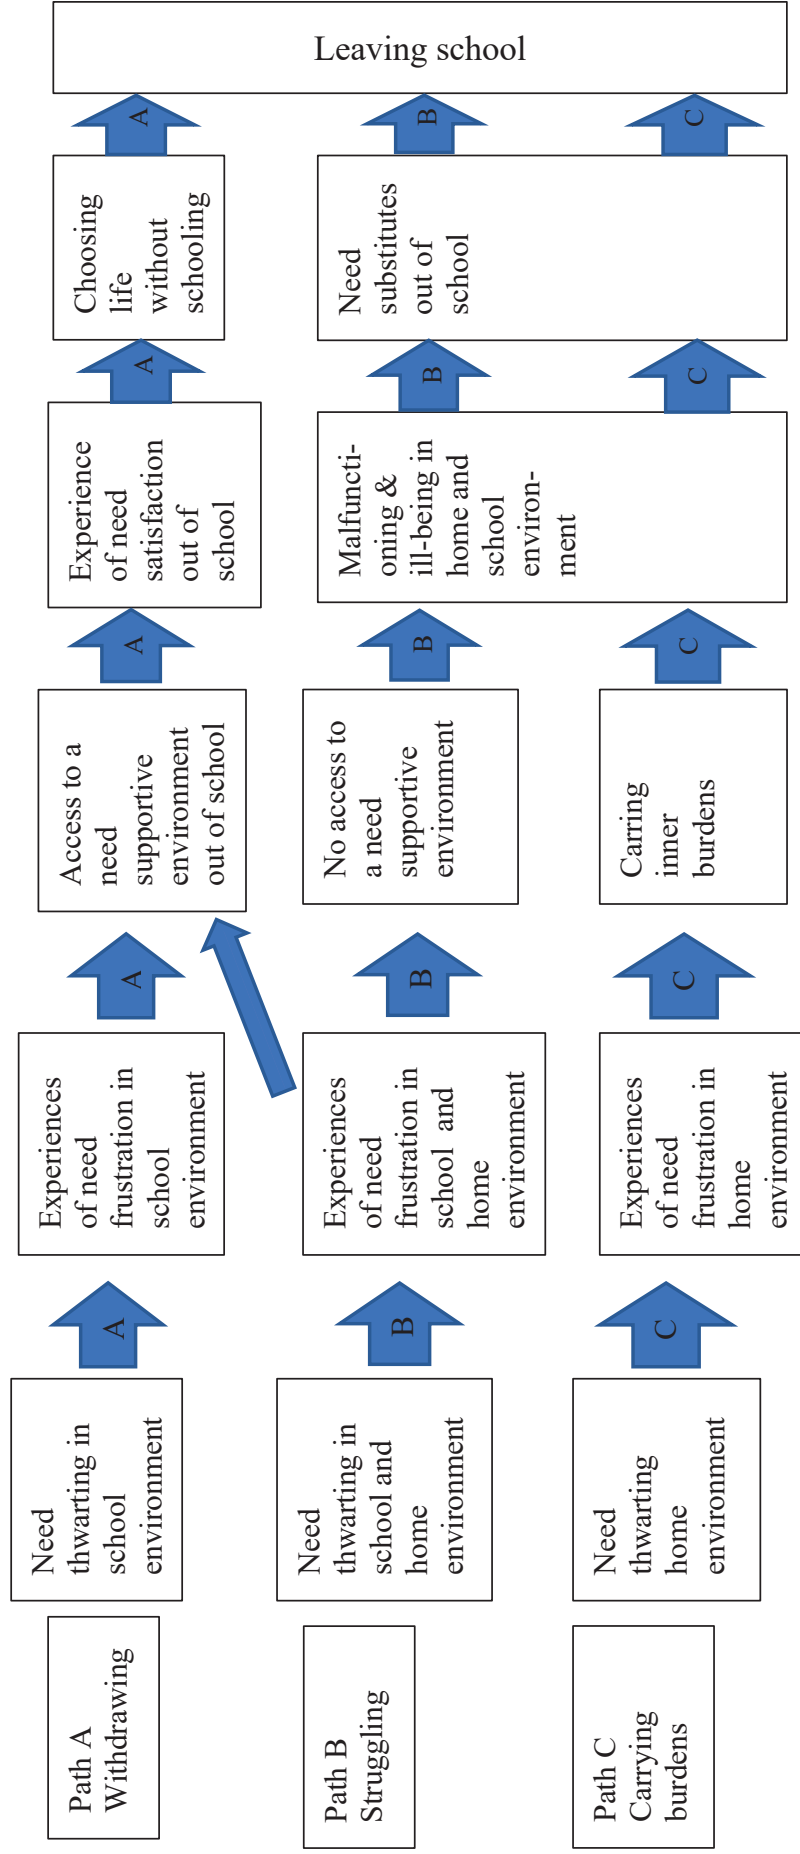 Path A
Withdrawing
Need
thwarting in
school
environment
A
Experiences
of need
frustration in
school
environment
A
Access to a
need
supportive
environment
out of school
A
Experience
of need
satisfaction
out of
school
A
Choosing
life
without
schooling
A
Leaving school
Path B
Struggling
Need
thwarting in
school and
home
environment
B
Experiences
of need
frustration in
school and
home
environment
B
No access to
a need
supportive
environment
B
Malfuncti-
oning &
ill-being in
home and
school
environ-
ment
B
Need
substitutes
out of
school
B
Path C
Carrying
burdens
Need
thwarting
home
environment
C
Experiences
of need
frustration in
home
environment
C
Carring
inner
burdens
C
C
C